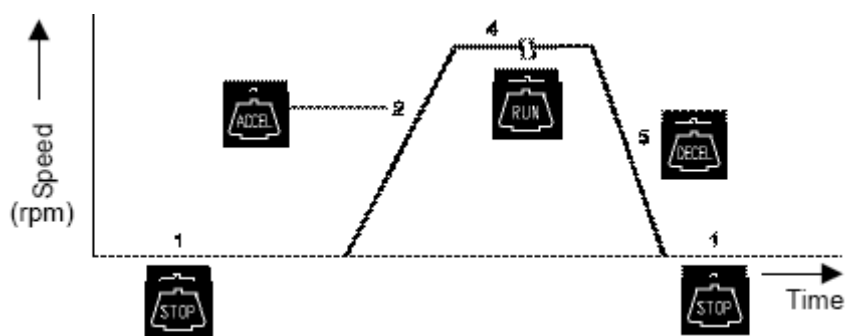 4
ACCEL
2
RUN
5
DECEL
Speed
(rpm)
1
STOP
1
STOP
Time